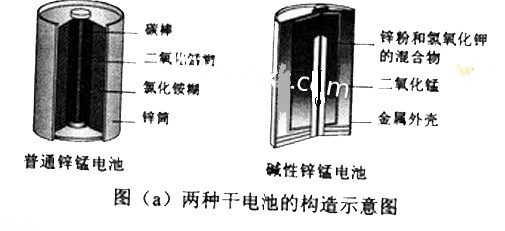 碳棒
二氧化锰糊
氯化铵糊
锌筒
普通锌锰电池
锌粉和氢氧化钾
的混合物
二氧化锰
金属外壳
碱性锌锰电池
图（a）两种干电池的构造示意图